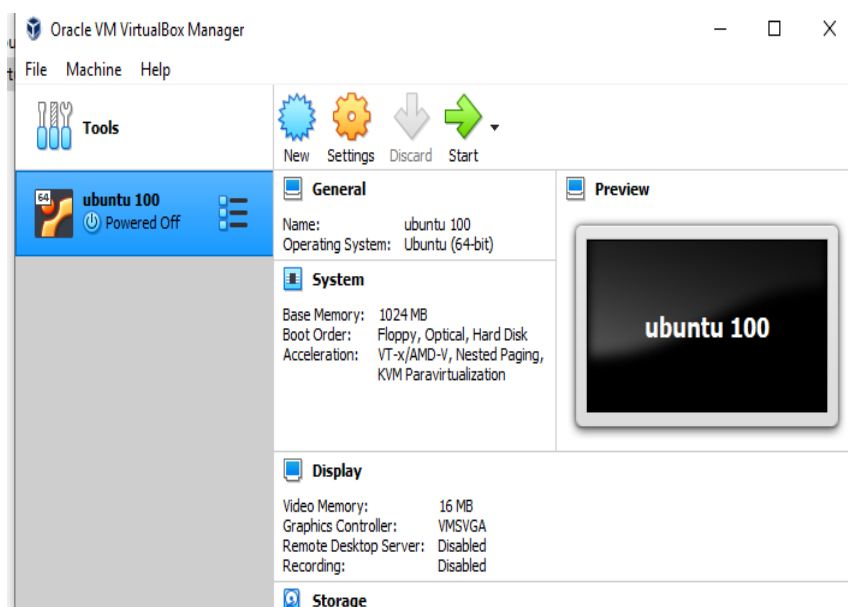 Oracle VM VirtualBox Manager
File Machine Help
Tools
New Settings Discard Start
64
ubuntu 100
Powered Off
General
Name: ubuntu 100
Operating System: Ubuntu (64-bit)
System
Base Memory: 1024 MB
Boot Order: Floppy, Optical, Hard Disk
Acceleration: VT-x/AMD-V, Nested Paging,
KVM Paravirtualization
Preview
ubuntu 100
Display
Video Memory: 16 MB
Graphics Controller: VMSVGA
Remote Desktop Server: Disabled
Recording: Disabled
Storage